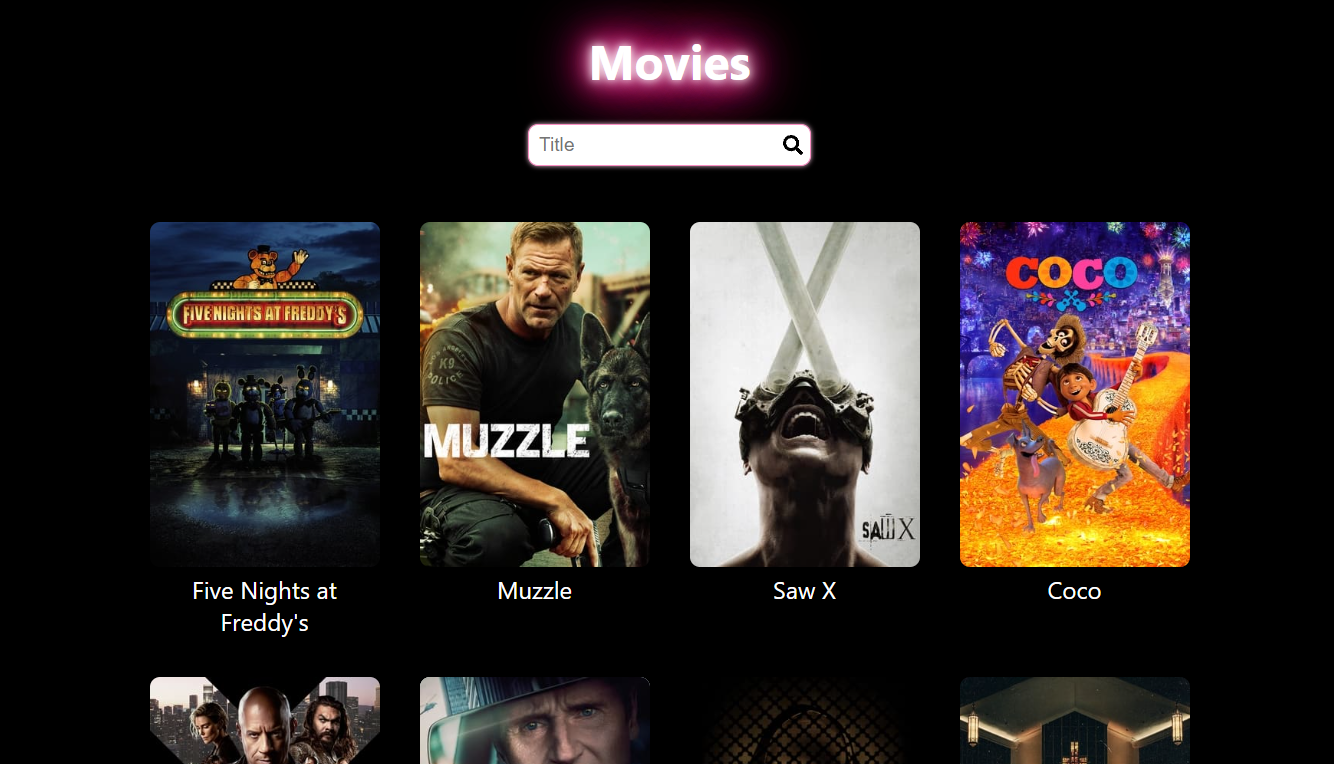 Movies
Title
FIVE NIGHTS AT FREDDY'S
K9
POLICE
MUZZLE
SAW X
COCO
Five Nights at
Freddy's
Muzzle
Saw X
Coco